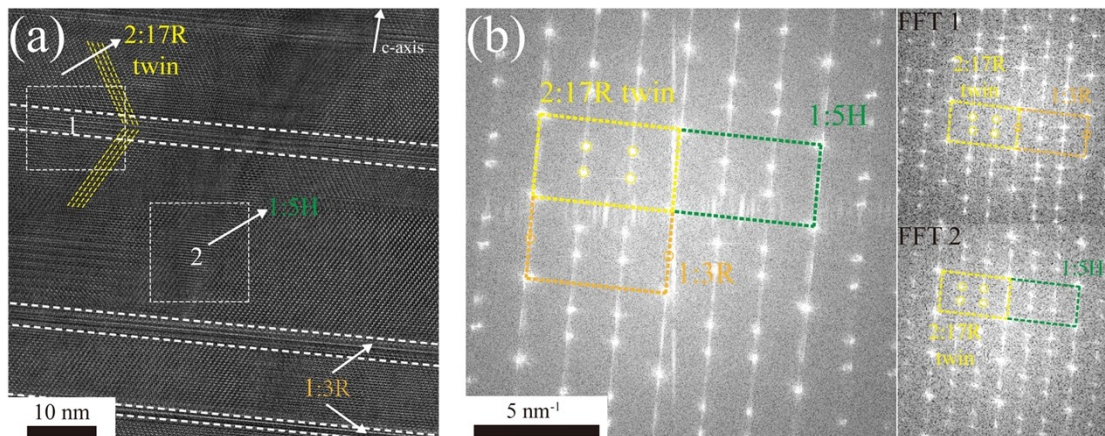 (a)
2:17R
twin
c-axis
1
1:5H
2
1:3R
10 nm
(b)
2:17R twin
1:5H
1:3R
5 nm-1
FFT 1
2:17R
twin
1:3R
FFT 2
1:5H
2:17R
twin